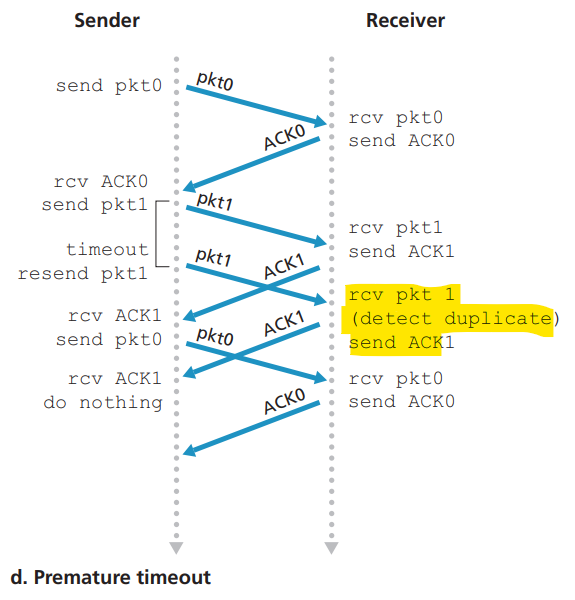 Sender
Receiver
send pkt0
pkt0
rcv pkt0
send ACK0
ACK0
rcv ACK0
send pkt1
pkt1
rcv pkt1
send ACK1
timeout
resend pkt1
pkt1
ACK1
rcv pkt 1
(detect duplicate)
send ACK1
rcv ACK1
send pkt0
pkt0
ACK1
rcv ACK1
do nothing
rcv pkt0
send ACK0
ACK0
d. Premature timeout